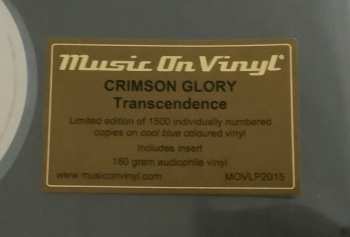 Music On Vinyl®
CRIMSON GLORY
Transcendence
Limited edition of 1500 individually numbered
copies on cool blue coloured vinyl
Includes insert
180 gram audiophile vinyl
www.musiconvinyl.com MOVLP2015